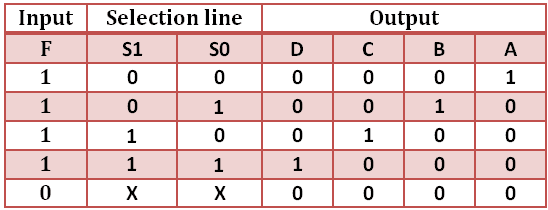 Input Selection line Output
F S1 S0 D C B A
1 0 0 0 0 0 1
1 0 1 0 0 1 0
1 1 0 0 1 0 0
1 1 1 1 0 0 0
0 X X 0 0 0 0